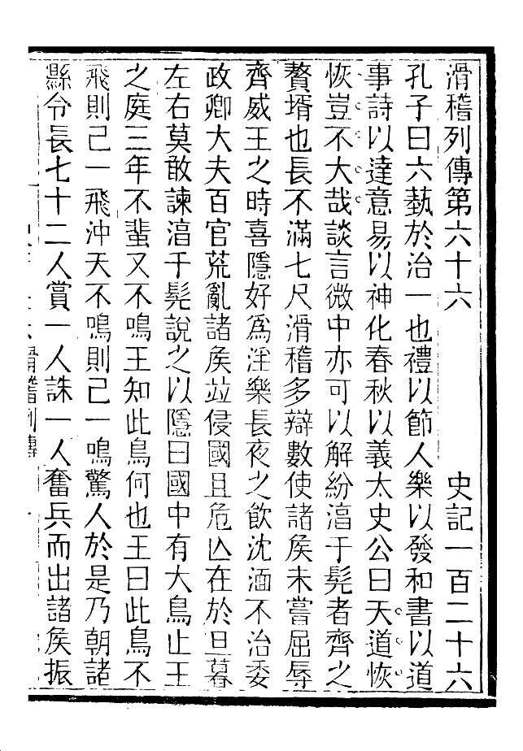 滑稽列傳第六十六　史記一百二十六
孔子曰六藝於治一也禮以節人樂以發和書以道
事詩以達意易以神化春秋以義太史公曰天道恢
恢豈不大哉談言微中亦可以解紛淳于髡者齊之
贅壻也長不滿七尺滑稽多辯數使諸侯未嘗屈辱
齊威王之時喜隱好為淫樂長夜之飲沈湎不治委
政卿大夫百官荒亂諸侯並侵國且危亡在於旦暮
左右莫敢諫淳于髡說之以隱曰國中有大鳥止王
之庭三年不蜚又不鳴王知此鳥何也王曰此鳥不
飛則已一飛沖天不鳴則已一鳴驚人於是乃朝諸
縣令長七十二人賞一人誅一人奮兵而出諸侯振
滑稽列傳